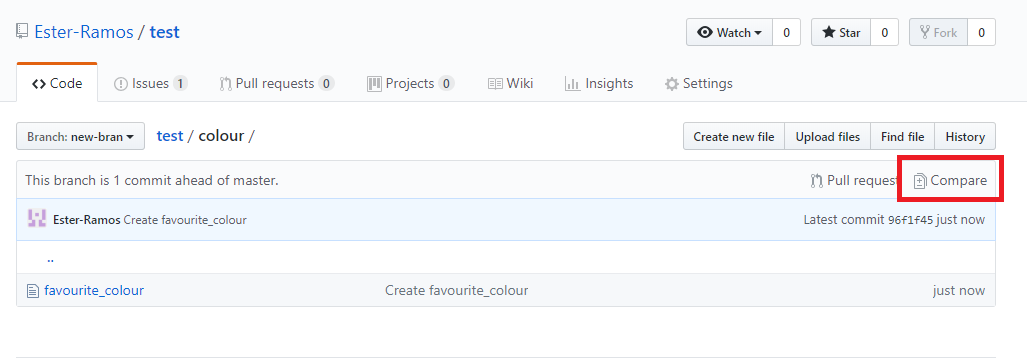 Ester-Ramos / test
Watch 0 Star 0 Fork 0
Code Issues 1 Pull requests 0 Projects 0 Wiki Insights Settings
Branch: new-bran test / colour / Create new file Upload files Find file History
This branch is 1 commit ahead of master. Pull request Compare
Ester-Ramos Create favourite_colour Latest commit 96f1f45 just now
..
favourite_colour Create favourite_colour just now